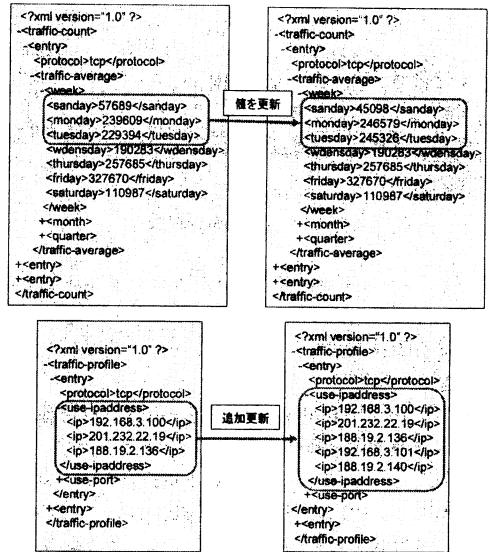 <?xml version="1.0" ?>
-<traffic-count>
-<entry>
<protocol>tcp</protocol>
-<traffic-average>
-<week>
<sanday>57689</sanday>
<monday>239609</monday>
<tuesday>229394</tuesday>
<wdensday>190283</wdensday>
<thursday>257685</thursday>
<friday>327670</friday>
<saturday>110987</saturday>
</week>
+<month>
+<quarter>
</traffic-average>
+<entry>
+<entry>
</traffic-count>
値を更新
<?xml version="1.0" ?>
-<traffic-count>
-<entry>
<protocol>tcp</protocol>
-<traffic-average>
-<week>
<sanday>45098</sanday>
<monday>246579</monday>
<tuesday>245326</tuesday>
<wdensday>190283</wdensday>
<thursday>257685</thursday>
<friday>327670</friday>
<saturday>110987</saturday>
</week>
+<month>
+<quarter>
</traffic-average>
+<entry>
+<entry>
</traffic-count>
<?xml version="1.0" ?>
-<traffic-profile>
-<entry>
<protocol>tcp</protocol>
<use-ipaddress>
<ip>192.168.3.100</ip>
<ip>201.232.22.19</ip>
<ip>188.19.2.136</ip>
</use-ipaddress>
+<use-port>
</entry>
+<entry>
</traffic-profile>
追加更新
<?xml version="1.0" ?>
-<traffic-profile>
-<entry>
<protocol>tcp</protocol>
<use-ipaddress>
<ip>192.168.3.100</ip>
<ip>201.232.22.19</ip>
<ip>188.19.2.136</ip>
<ip>192.168.3.101</ip>
<ip>188.19.2.140</ip>
</use-ipaddress>
+<use-port>
</entry>
+<entry>
</traffic-profile>